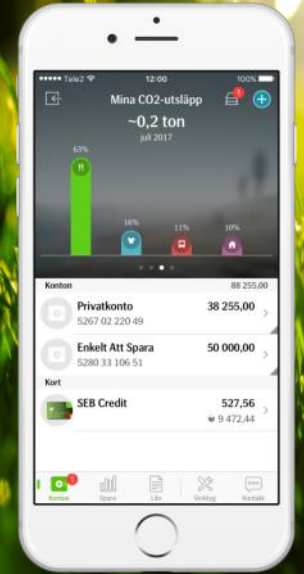 Tele2 12:00 100%
Mina CO2-utsläpp
1
~0,2 ton
juli 2017
63%
16%
11%
10%
Konton 88 255,00
Privatkonto 38 255,00
5267 02 220 49
Enkelt Att Spara 50 000,00
5280 33 106 51
Kort
SEB Credit 527,56
9 472,44
1
Konton Spara Lån Verktyg Kontakt